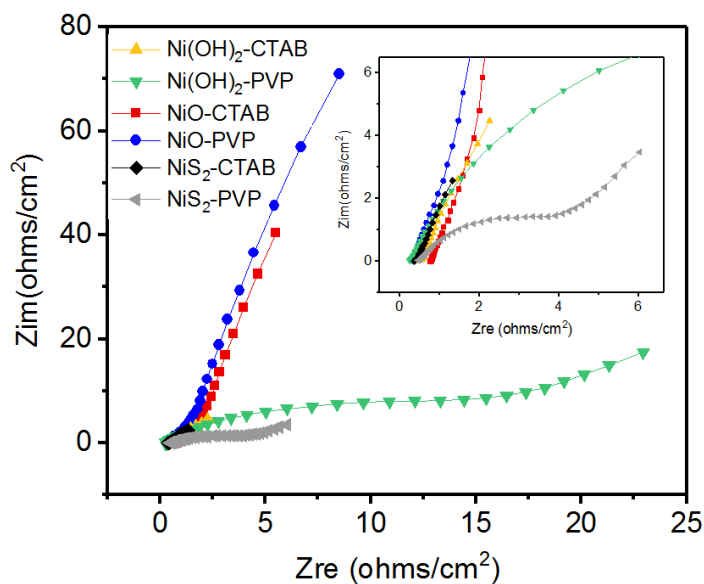 80
60
40
20
0
Zim(ohms/cm²)
0
5
10
15
20
25
Zre (ohms/cm²)
Ni(OH)₂-CTAB
Ni(OH)₂-PVP
NiO-CTAB
NiO-PVP
NiS₂-CTAB
NiS₂-PVP
6
4
2
0
Zim(ohms/cm²)
0
2
4
6
Zre (ohms/cm²)